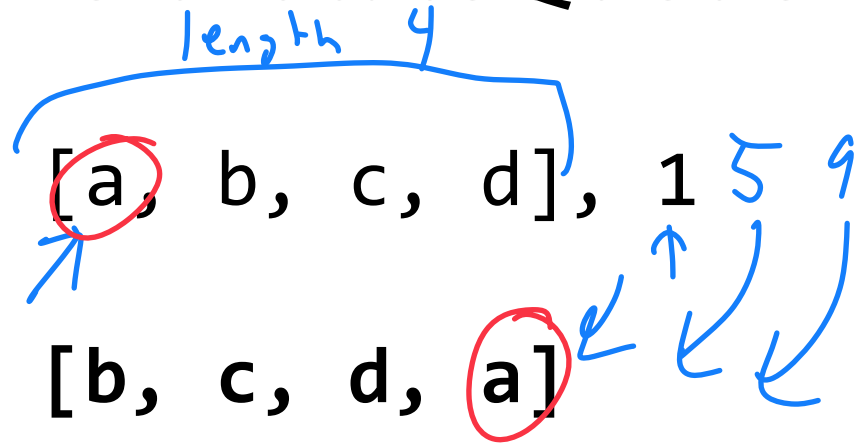 length 4
[a, b, c, d], 1 5 9
[b, c, d, a]